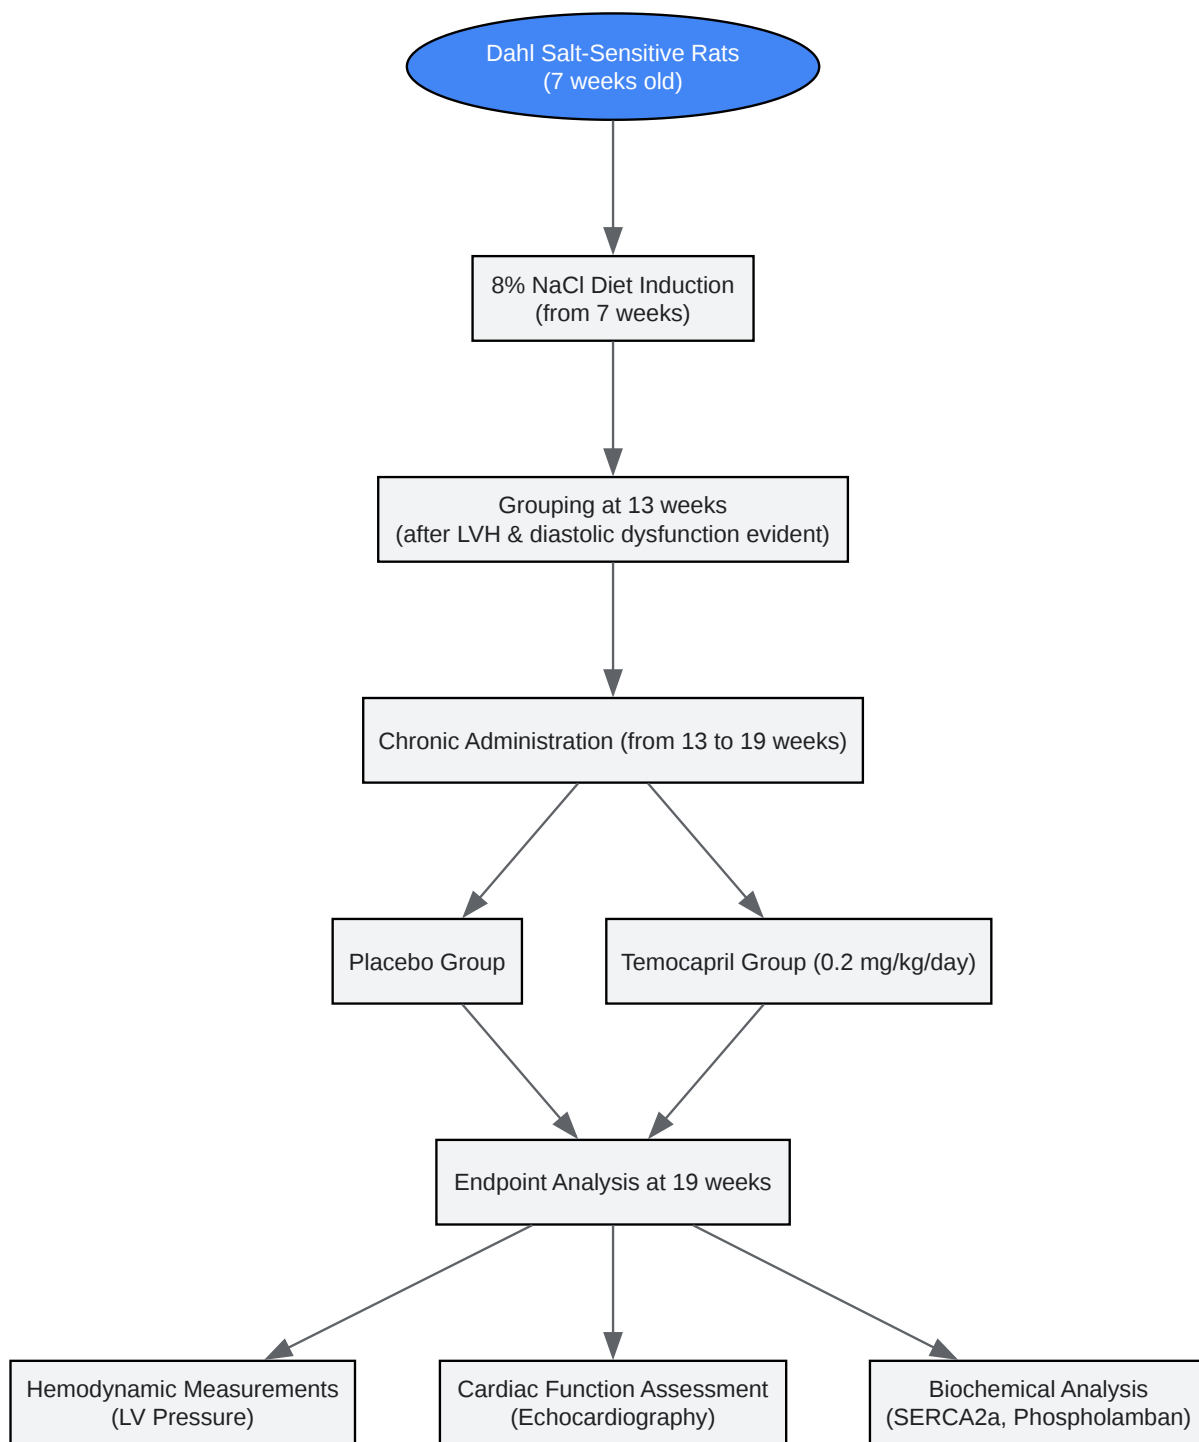 Dahl Salt-Sensitive Rats
(7 weeks old)
8% NaCl Diet Induction
(from 7 weeks)
Grouping at 13 weeks
(after LVH & diastolic dysfunction evident)
Chronic Administration (from 13 to 19 weeks)
Placebo Group
Temocapril Group (0.2 mg/kg/day)
Endpoint Analysis at 19 weeks
Hemodynamic Measurements
(LV Pressure)
Cardiac Function Assessment
(Echocardiography)
Biochemical Analysis
(SERCA2a, Phospholamban)